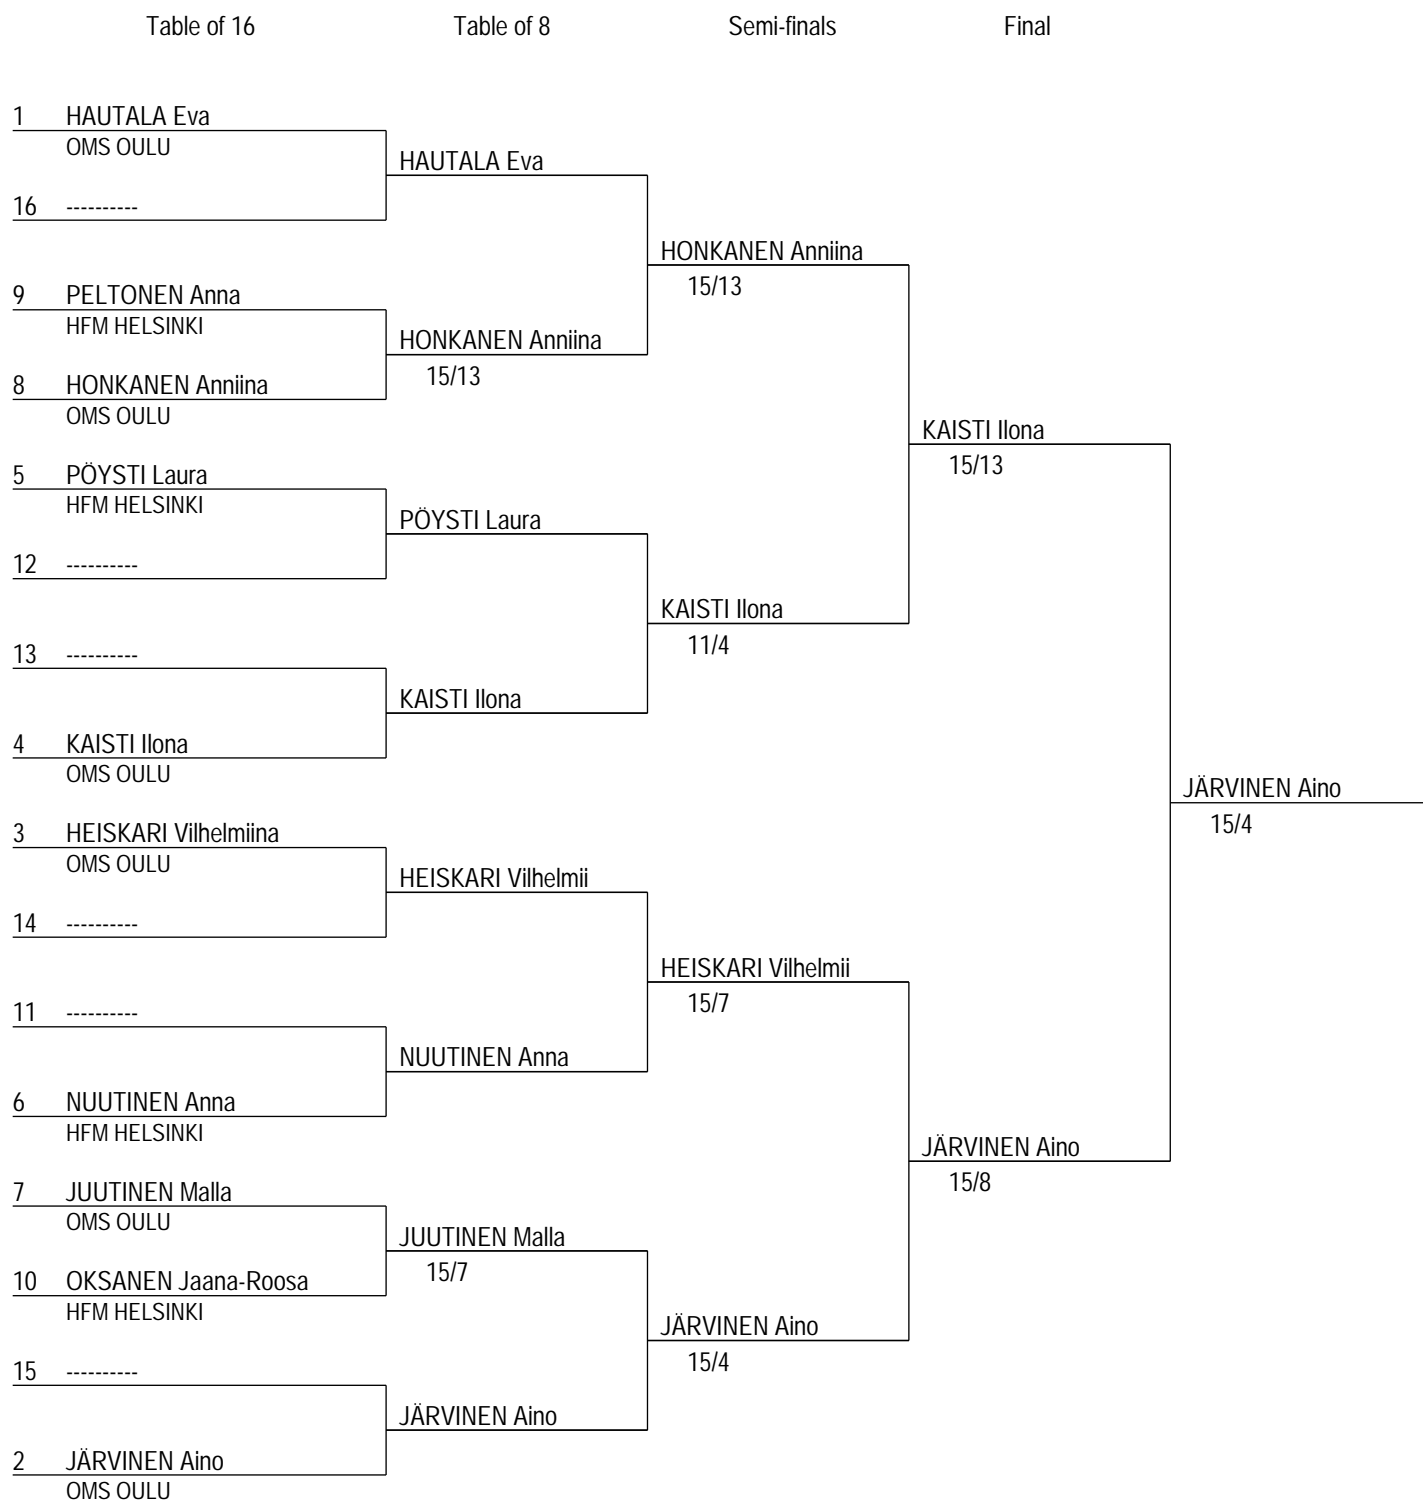 Table of 16 Table of 8 Semi-finals Final
1 HAUTALA Eva
OMS OULU
HAUTALA Eva
16 ----------
HONKANEN Anniina
15/13
9 PELTONEN Anna
HFM HELSINKI
HONKANEN Anniina
15/13
8 HONKANEN Anniina
OMS OULU
KAISTI Ilona
15/13
5 PÖYSTI Laura
HFM HELSINKI
PÖYSTI Laura
12 ----------
KAISTI Ilona
11/4
13 ----------
KAISTI Ilona
4 KAISTI Ilona
OMS OULU
JÄRVINEN Aino
15/4
3 HEISKARI Vilhelmiina
OMS OULU
HEISKARI Vilhelmii
14 ----------
HEISKARI Vilhelmii
15/7
11 ----------
NUUTINEN Anna
6 NUUTINEN Anna
HFM HELSINKI
JÄRVINEN Aino
15/8
7 JUUTINEN Malla
OMS OULU
JUUTINEN Malla
15/7
10 OKSANEN Jaana-Roosa
HFM HELSINKI
JÄRVINEN Aino
15/4
15 ----------
JÄRVINEN Aino
2 JÄRVINEN Aino
OMS OULU